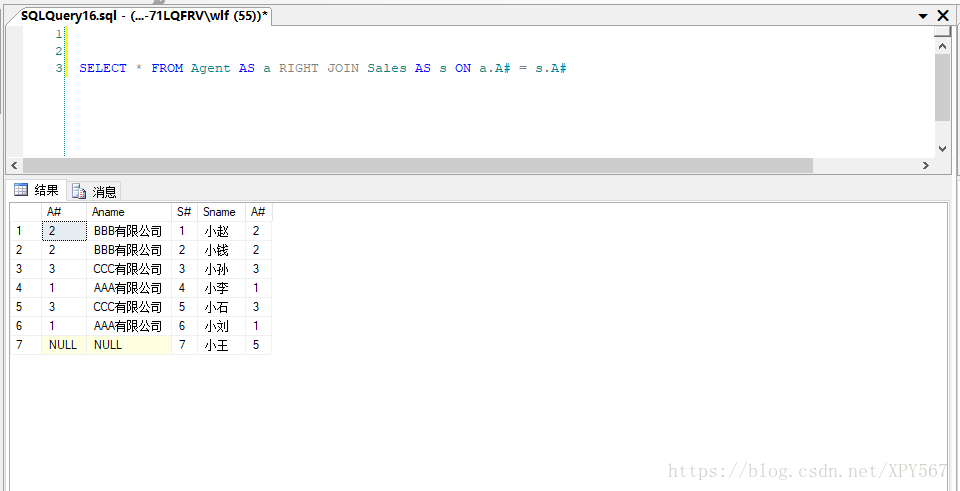 SQLQuery16.sql - (...-71LQFRV\wlf (55))*
1
2
3 SELECT * FROM Agent AS a RIGHT JOIN Sales AS s ON a.A# = s.A#
结果 消息
A# Aname S# Sname A#
1 2 BBB有限公司 1 小赵 2
2 2 BBB有限公司 2 小钱 2
3 3 CCC有限公司 3 小孙 3
4 1 AAA有限公司 4 小李 1
5 3 CCC有限公司 5 小石 3
6 1 AAA有限公司 6 小刘 1
7 NULL NULL 7 小王 5
https://blog.csdn.net/XPY567